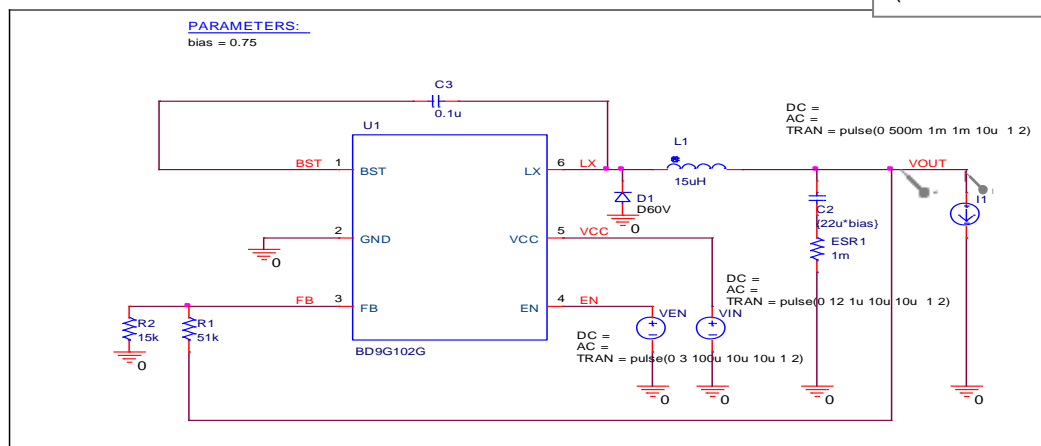 PARAMETERS:
bias = 0.75
C3
0.1u
DC =
AC =
TRAN = pulse(0 500m 1m 1m 10u 1 2)
U1
L1
BST 1 BST
LX 6 LX
15uH
VOUT
D1
D60V
0
C2
{22u*bias}
I1
2 GND
0
VCC 5 VCC
ESR1
1m
DC =
AC =
TRAN = pulse(0 12 1u 10u 10u 1 2)
FB 3 FB
EN 4 EN
R2
15k
0
R1
51k
VEN
VIN
DC =
AC =
TRAN = pulse(0 3 100u 10u 10u 1 2)
BD9G102G
0
0
0
0